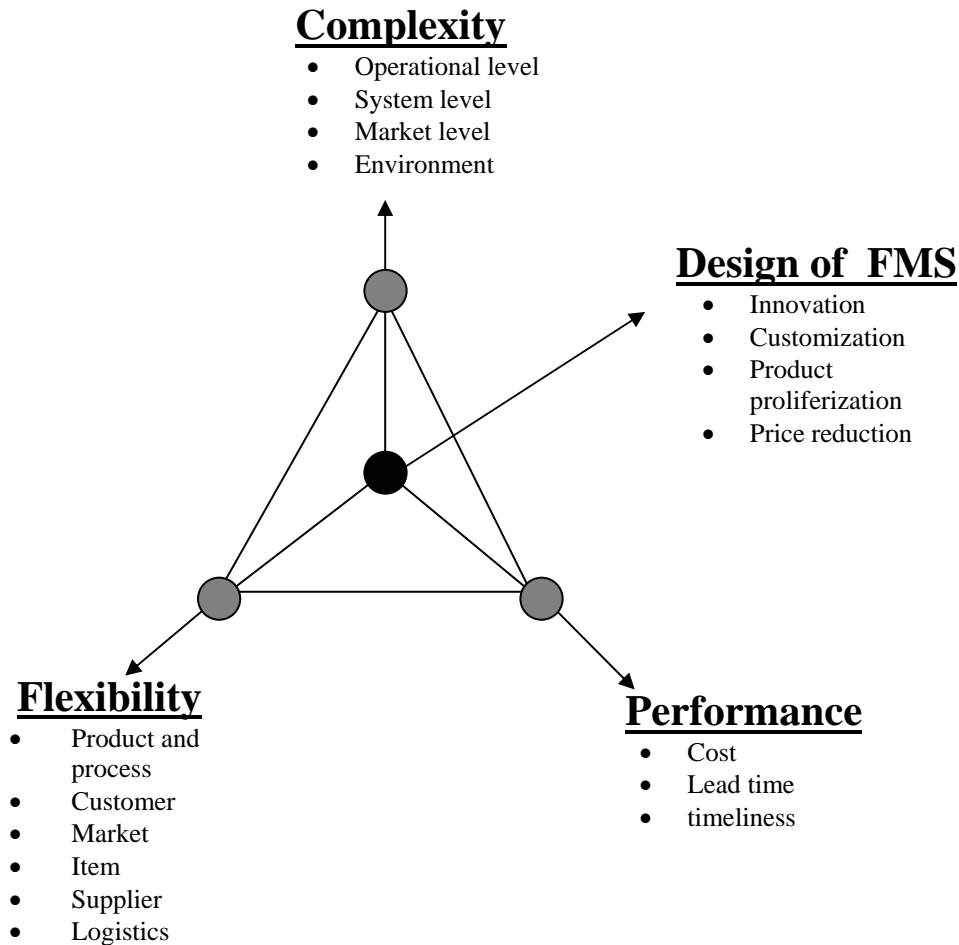 Complexity
• Operational level
• System level
• Market level
• Environment
Design of FMS
• Innovation
• Customization
• Product
proliferization
• Price reduction
Flexibility
• Product and
process
• Customer
• Market
• Item
• Supplier
• Logistics
Performance
• Cost
• Lead time
• timeliness